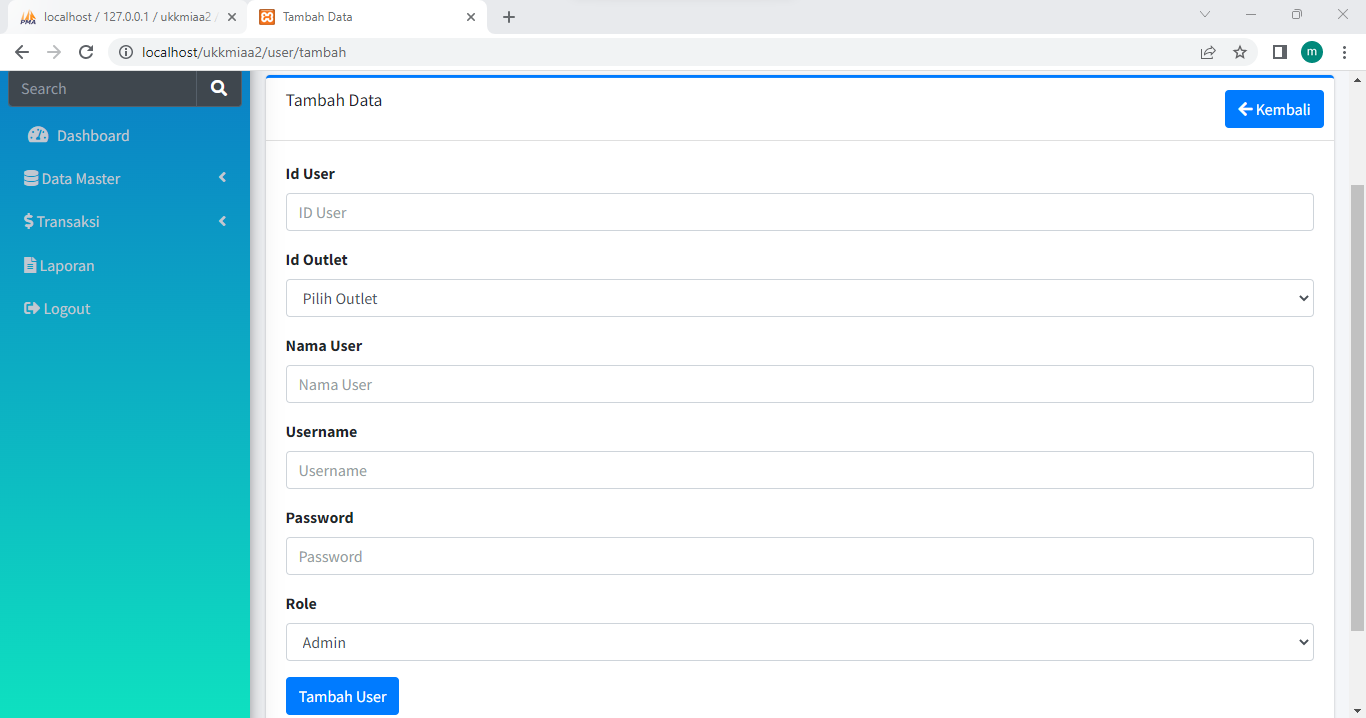 localhost / 127.0.0.1 / ukkmiaa2 /
Tambah Data
localhost/ukkmiaa2/user/tambah
m
Search
Dashboard
Data Master
Transaksi
Laporan
Logout
Tambah Data
Kembali
Id User
ID User
Id Outlet
Pilih Outlet
Nama User
Nama User
Username
Username
Password
Password
Role
Admin
Tambah User